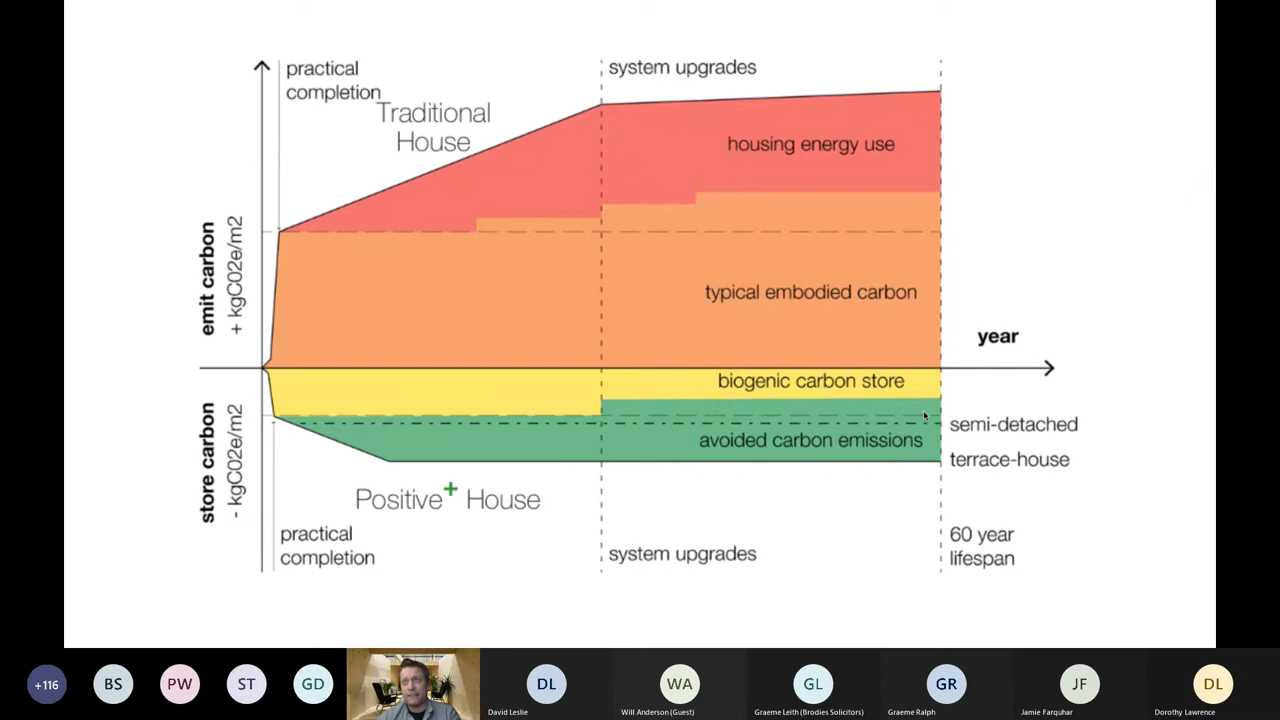 practical
completion
system upgrades
Traditional
House
housing energy use
emit carbon
+ kgC02e/m2
typical embodied carbon
year
biogenic carbon store
store carbon
- kgC02e/m2
semi-detached
avoided carbon emissions
terrace-house
Positive+ House
practical
completion
system upgrades
60 year
lifespan
+116
BS
PW
ST
GD
DL
WA
GL
GR
JF
DL
David Leslie
Will Anderson (Guest)
Graeme Leith (Brodies Solicitors)
Graeme Ralph
Jamie Farquhar
Dorothy Lawrence